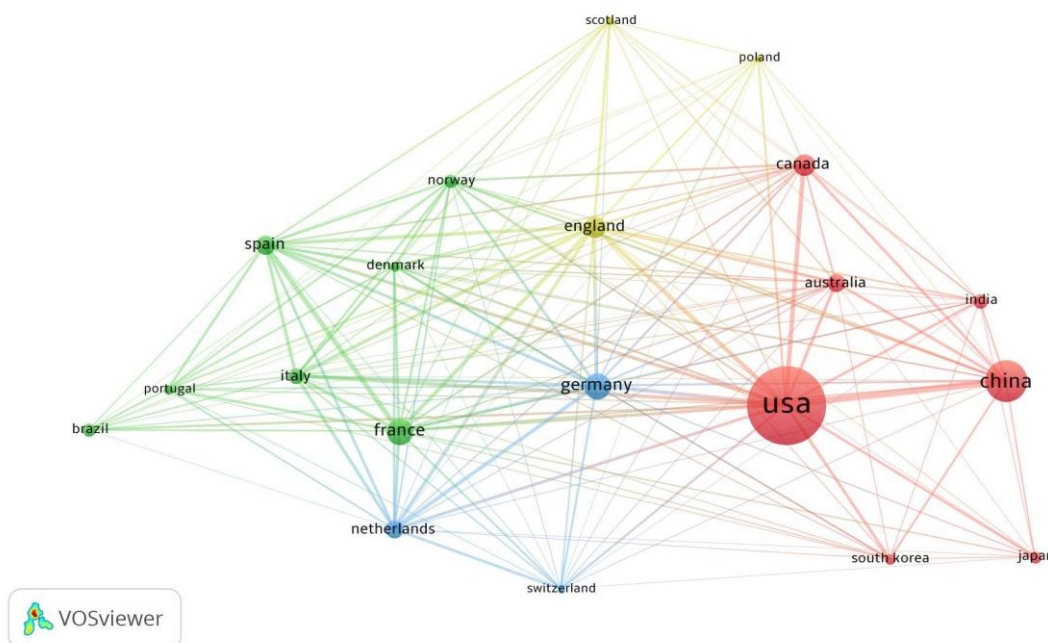 scotland
poland
canada
norway
england
spain
denmark
australia
india
italy
germany
china
portugal
usa
brazil
france
netherlands
south korea
japan
switzerland
VOSviewer